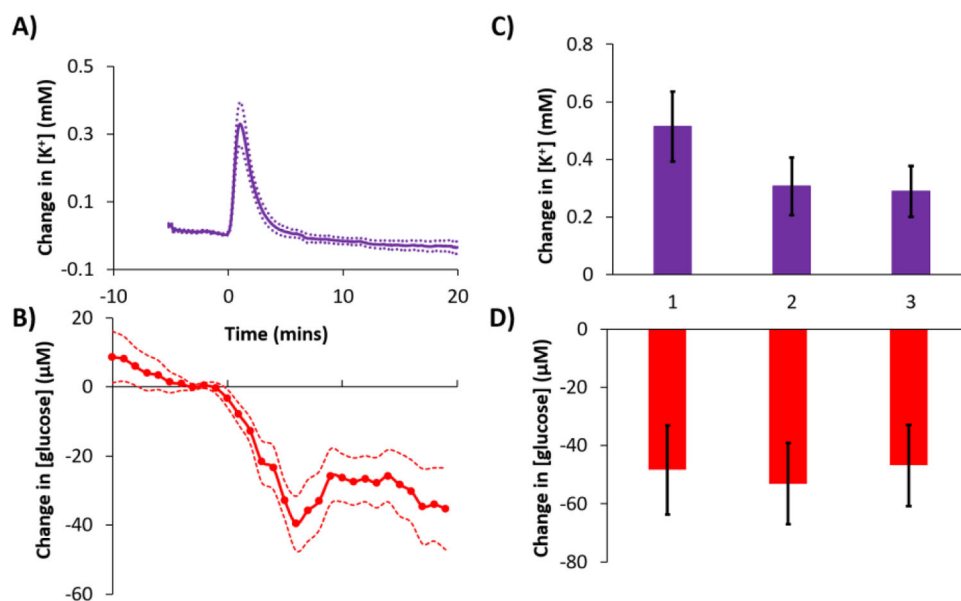 A)
Change in [K⁺] (mM)
0.5
0.3
0.1
-0.1
-10
0
10
20
Time (mins)
B)
Change in [glucose] (µM)
20
0
-20
-40
-60
C)
Change in [K⁺] (mM)
0.8
0.6
0.4
0.2
0
1
2
3
D)
Change in [glucose] (µM)
0
-20
-40
-60
-80